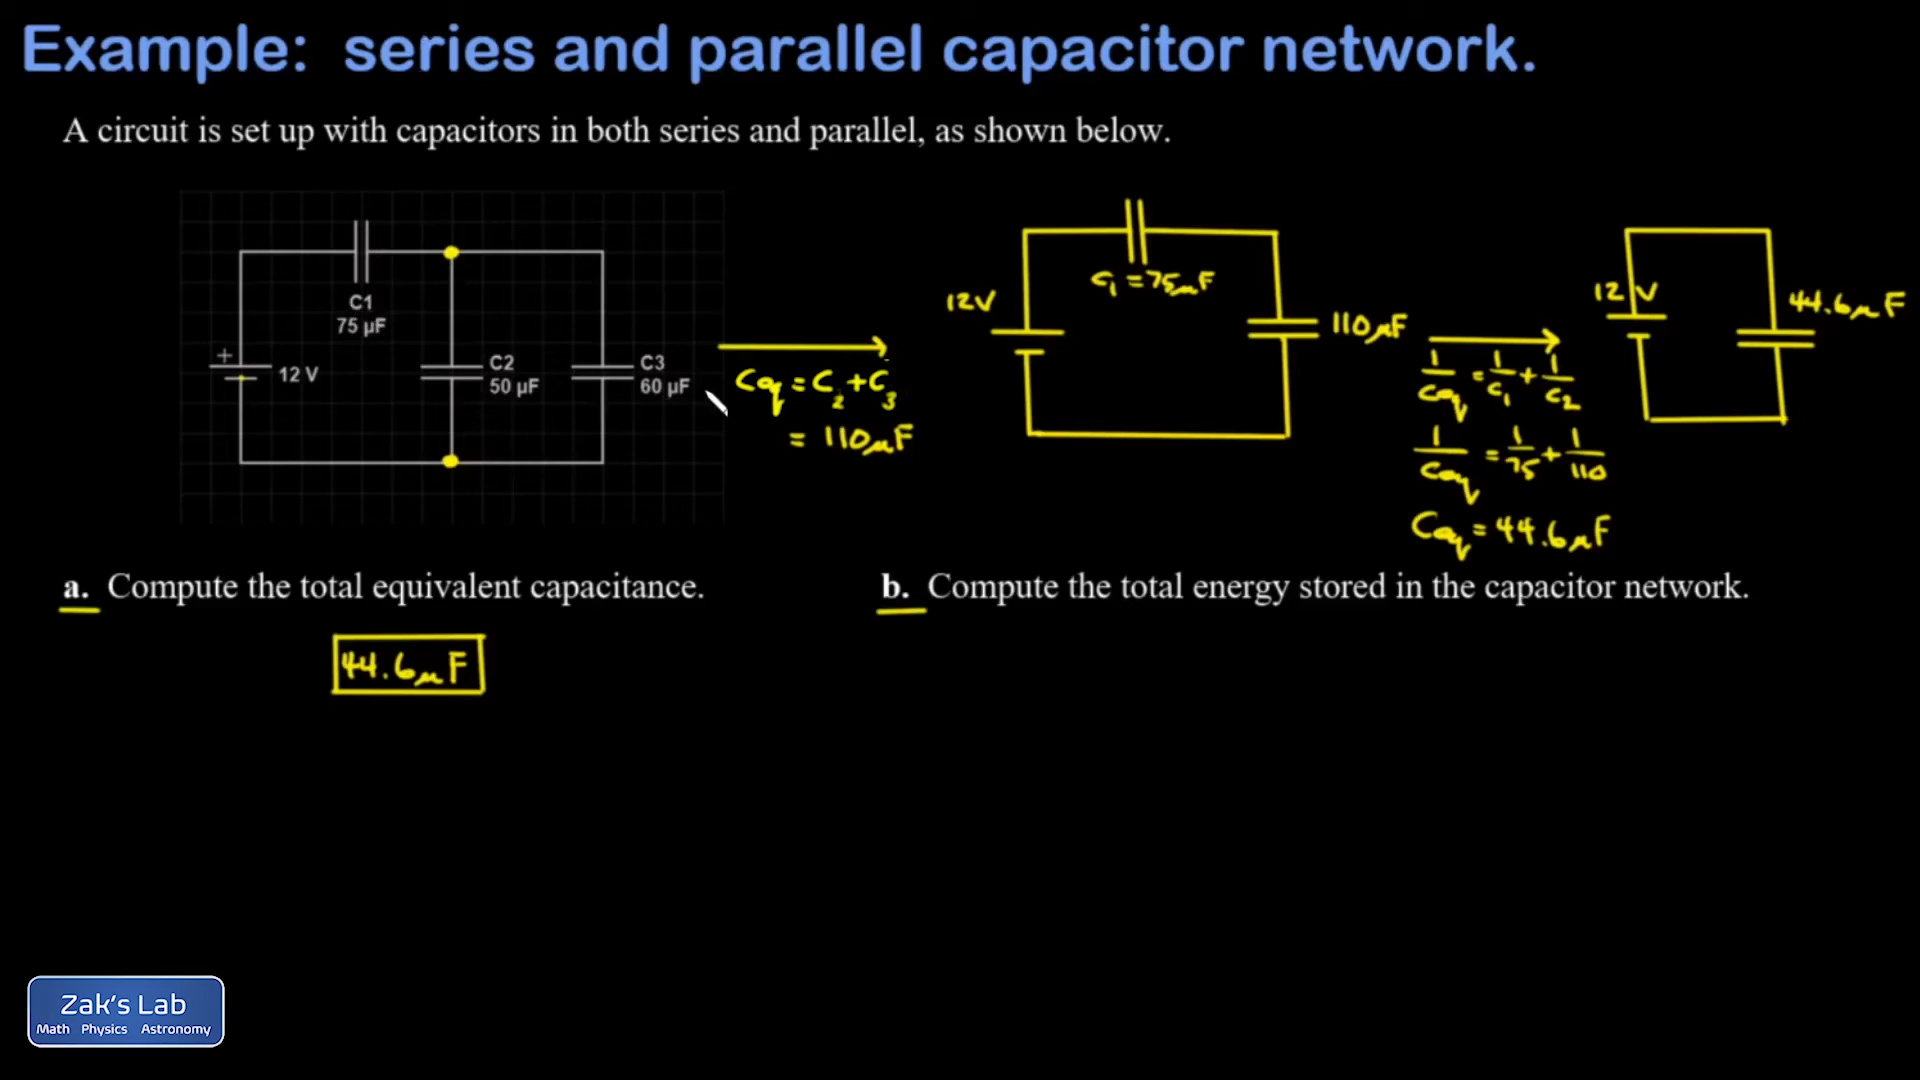 Example: series and parallel capacitor network.
A circuit is set up with capacitors in both series and parallel, as shown below.
C1
75 µF
+
12 V
C2
50 µF
C3
60 µF
Ceq = C2 + C3
= 110µF
12V
C1 = 75µF
110µF
1/Ceq = 1/C1 + 1/C2
1/Ceq = 1/75 + 1/110
Ceq = 44.6µF
12 V
44.6µF
a. Compute the total equivalent capacitance.
44.6µF
b. Compute the total energy stored in the capacitor network.
Zak's Lab
Math Physics Astronomy